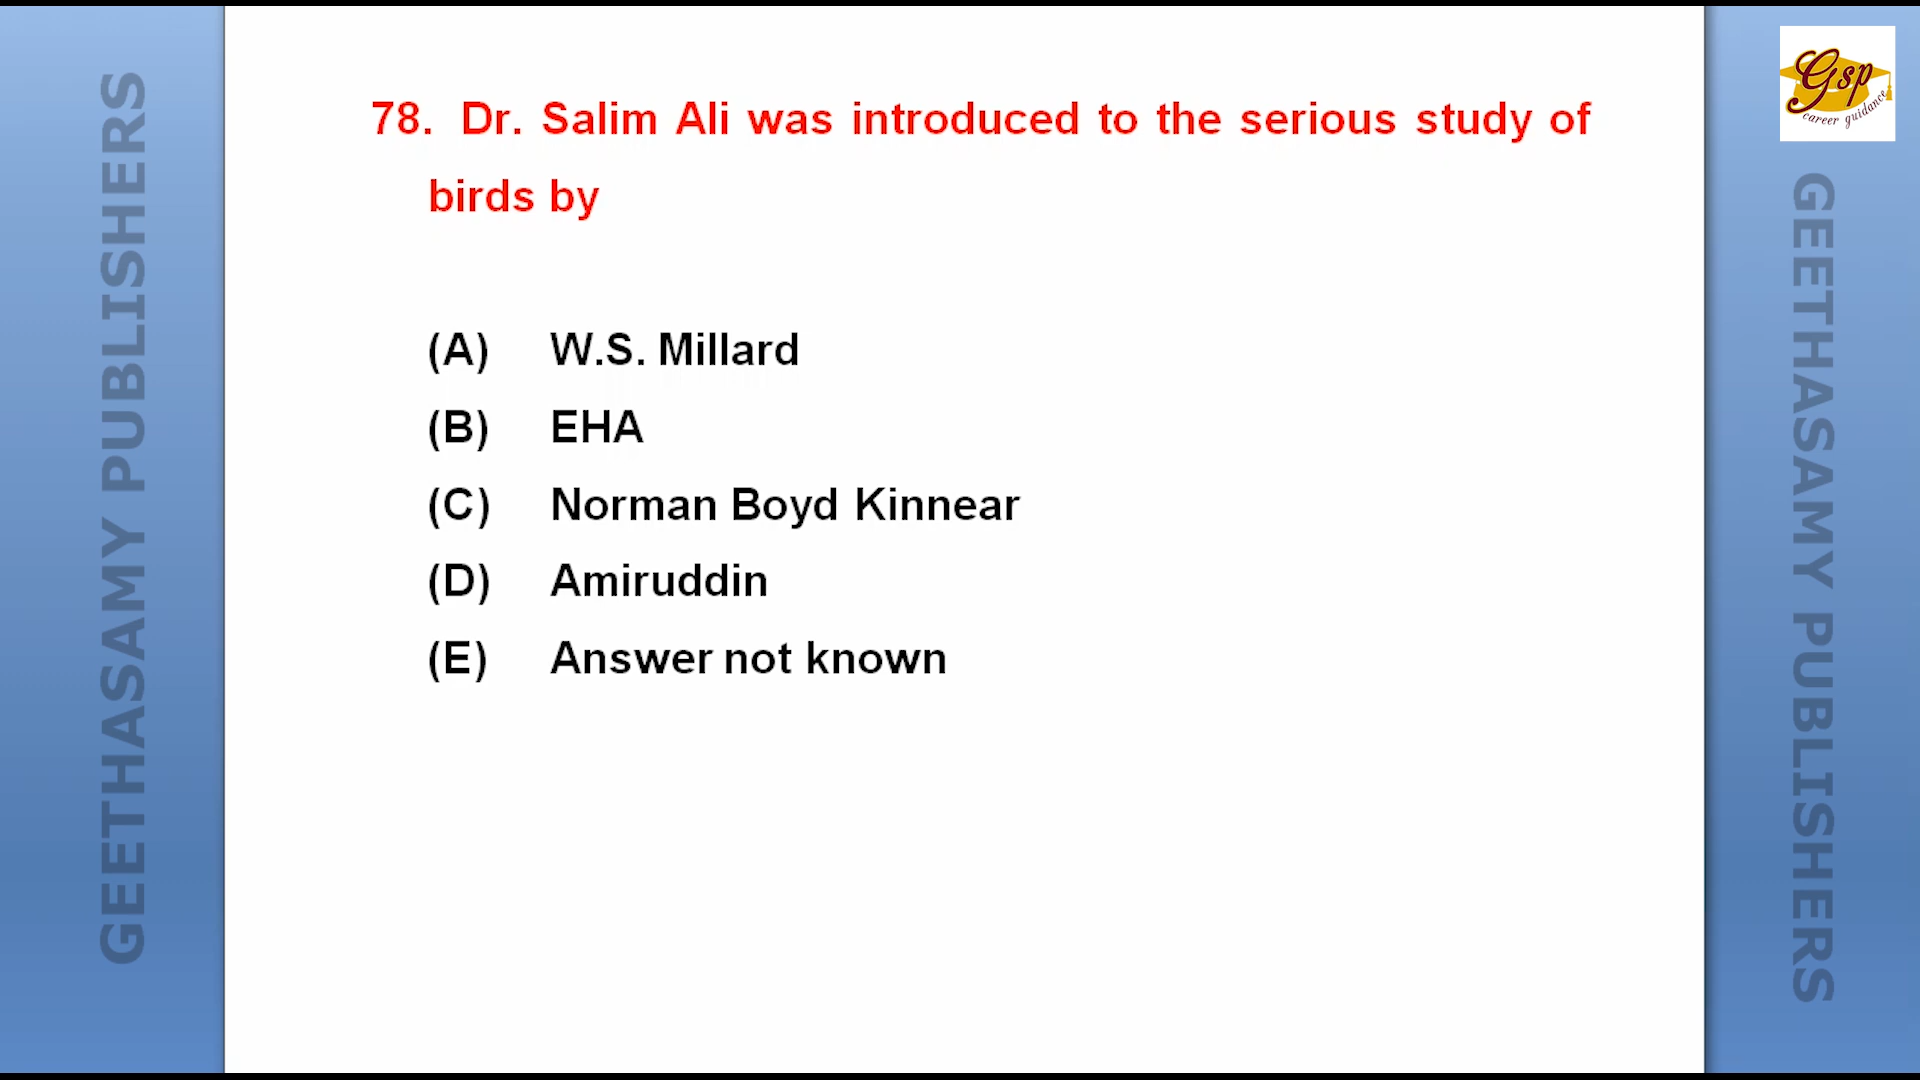 GEETHASAMY PUBLISHERS
78. Dr. Salim Ali was introduced to the serious study of
birds by
(A) W.S. Millard
(B) EHA
(C) Norman Boyd Kinnear
(D) Amiruddin
(E) Answer not known
Gsp
career guidance
GEETHASAMY PUBLISHERS